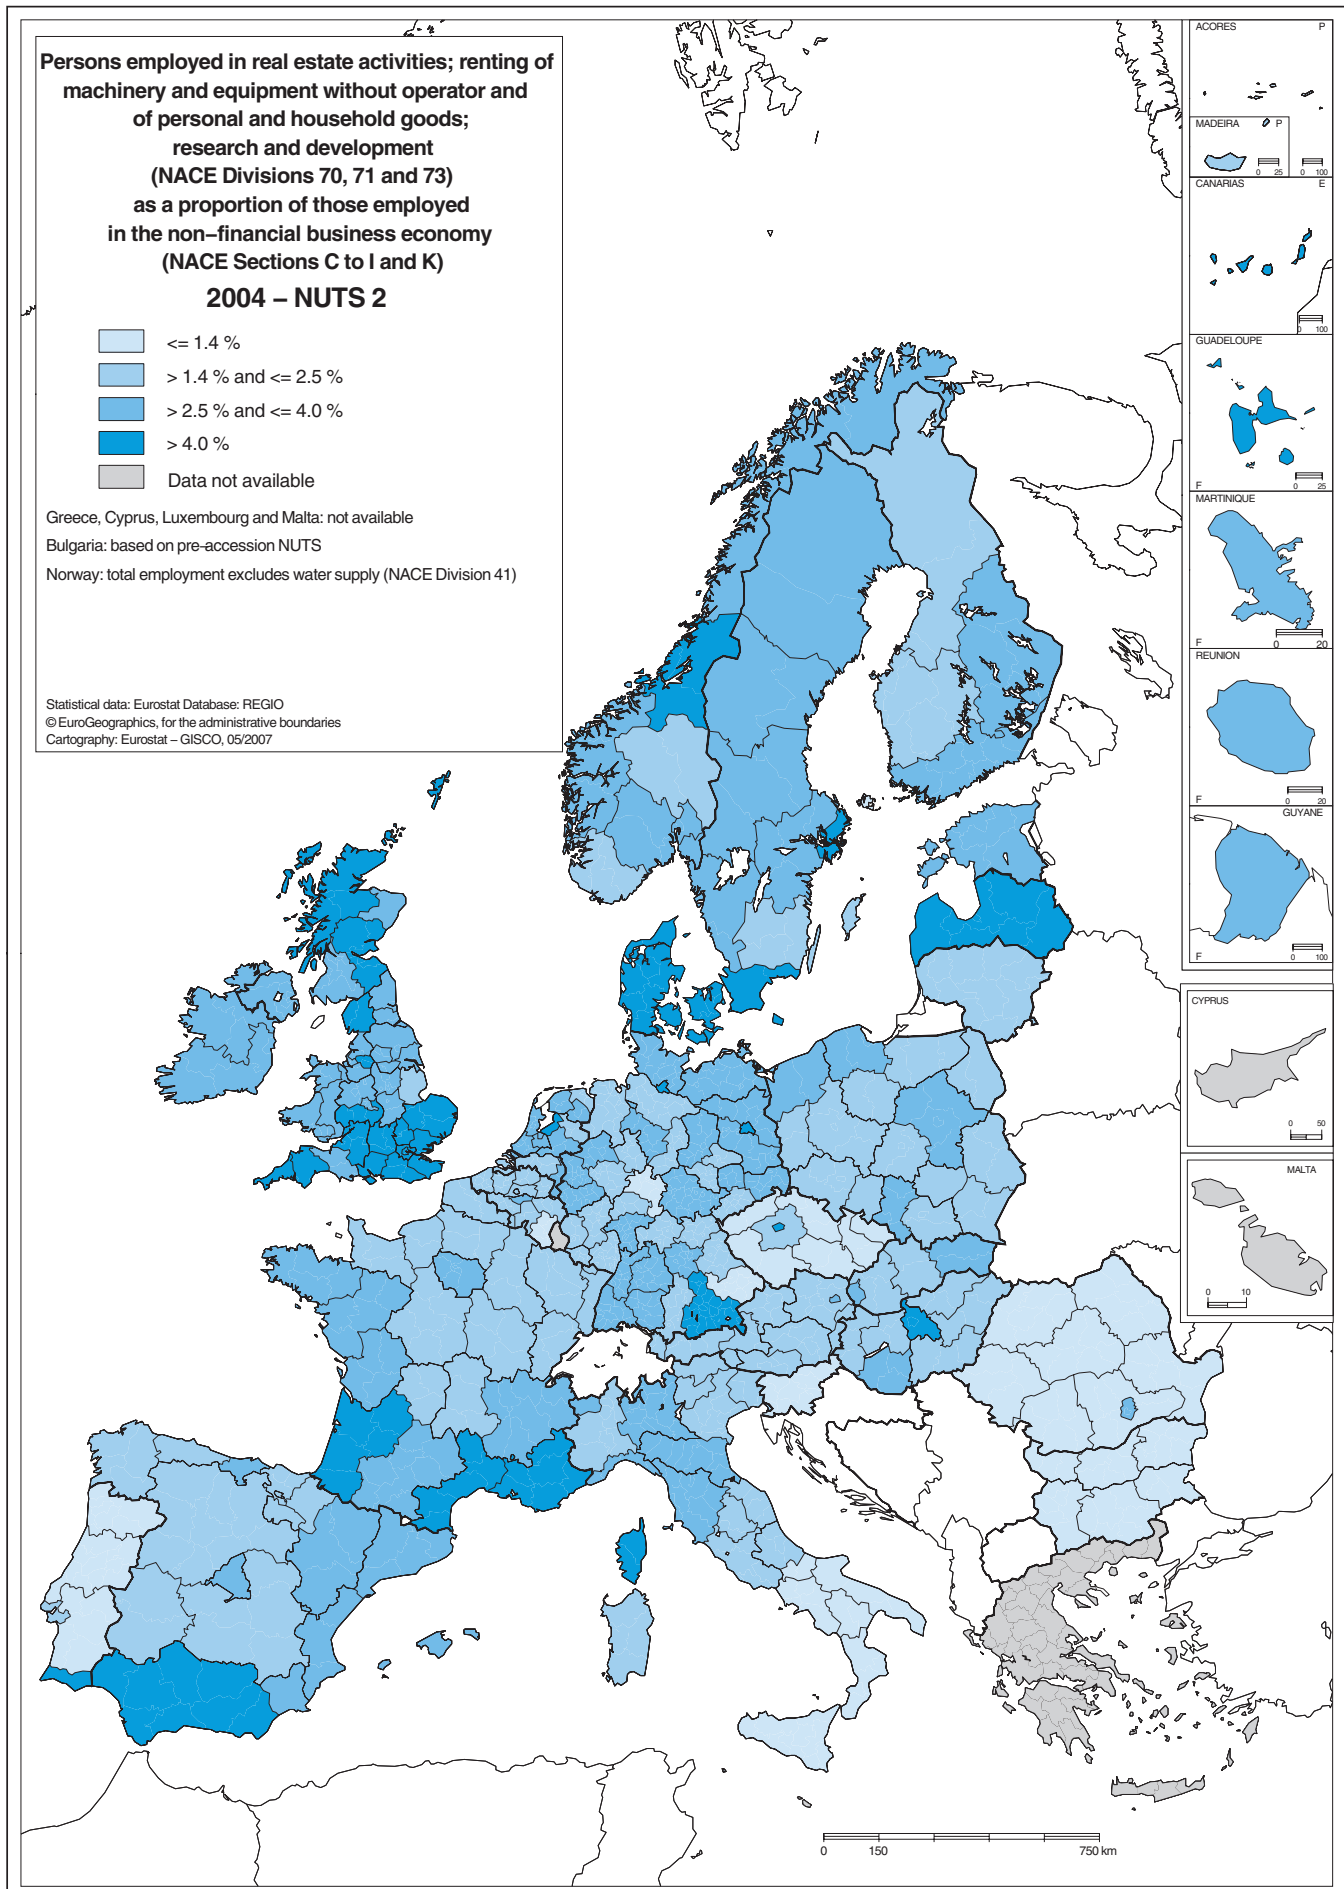 Persons employed in real estate activities; renting of
machinery and equipment without operator and
of personal and household goods;
research and development
(NACE Divisions 70, 71 and 73)
as a proportion of those employed
in the non–financial business economy
(NACE Sections C to I and K)
2004 – NUTS 2
<= 1.4 %
> 1.4 % and <= 2.5 %
> 2.5 % and <= 4.0 %
> 4.0 %
Data not available
Greece, Cyprus, Luxembourg and Malta: not available
Bulgaria: based on pre-accession NUTS
Norway: total employment excludes water supply (NACE Division 41)
Statistical data: Eurostat Database: REGIO
© EuroGeographics, for the administrative boundaries
Cartography: Eurostat – GISCO, 05/2007
ACORES P
MADEIRA P
0 25 0 100
CANARIAS E
0 100
GUADELOUPE
F 0 25
MARTINIQUE
F 0 20
REUNION
F 0 20
GUYANE
F 0 100
CYPRUS
0 50
MALTA
0 10
0 150 750 km